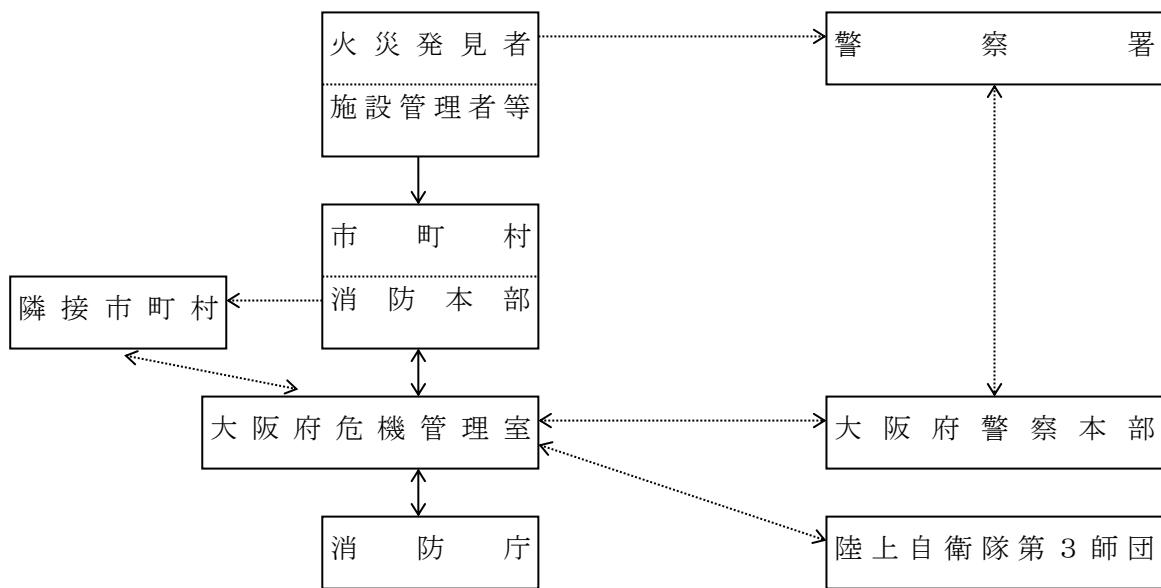 火災発見者
警察署
施設管理者等
市町村
消防本部
隣接市町村
大阪府危機管理室
大阪府警察本部
消防庁
陸上自衛隊第３師団